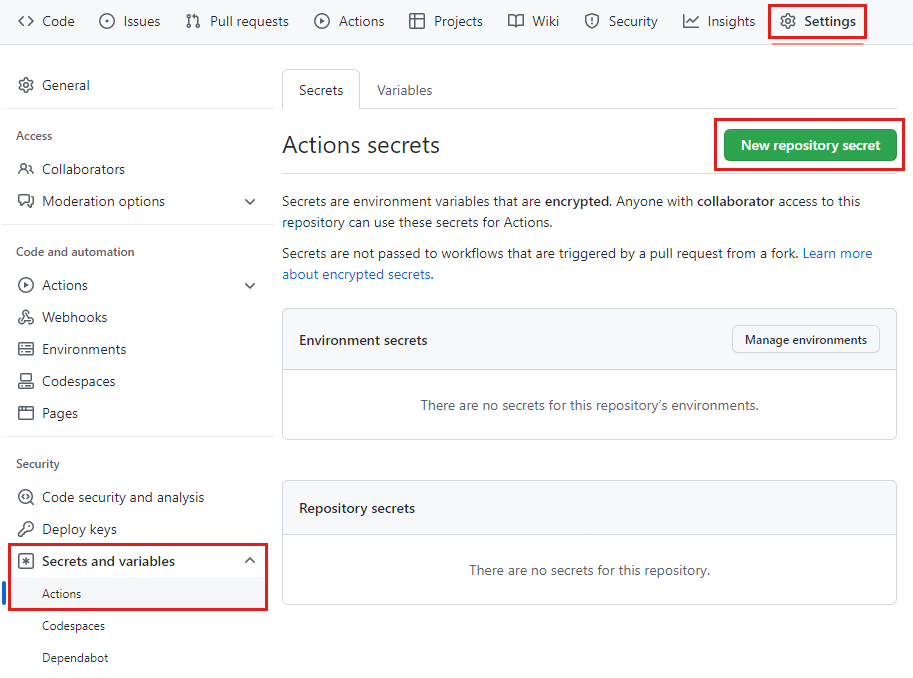 Code Issues Pull requests Actions Projects Wiki Security Insights Settings
General
Access
Collaborators
Moderation options
Code and automation
Actions
Webhooks
Environments
Codespaces
Pages
Security
Code security and analysis
Deploy keys
Secrets and variables
Actions
Codespaces
Dependabot
Secrets Variables
Actions secrets
New repository secret
Secrets are environment variables that are encrypted. Anyone with collaborator access to this
repository can use these secrets for Actions.
Secrets are not passed to workflows that are triggered by a pull request from a fork. Learn more
about encrypted secrets.
Environment secrets
Manage environments
There are no secrets for this repository’s environments.
Repository secrets
There are no secrets for this repository.